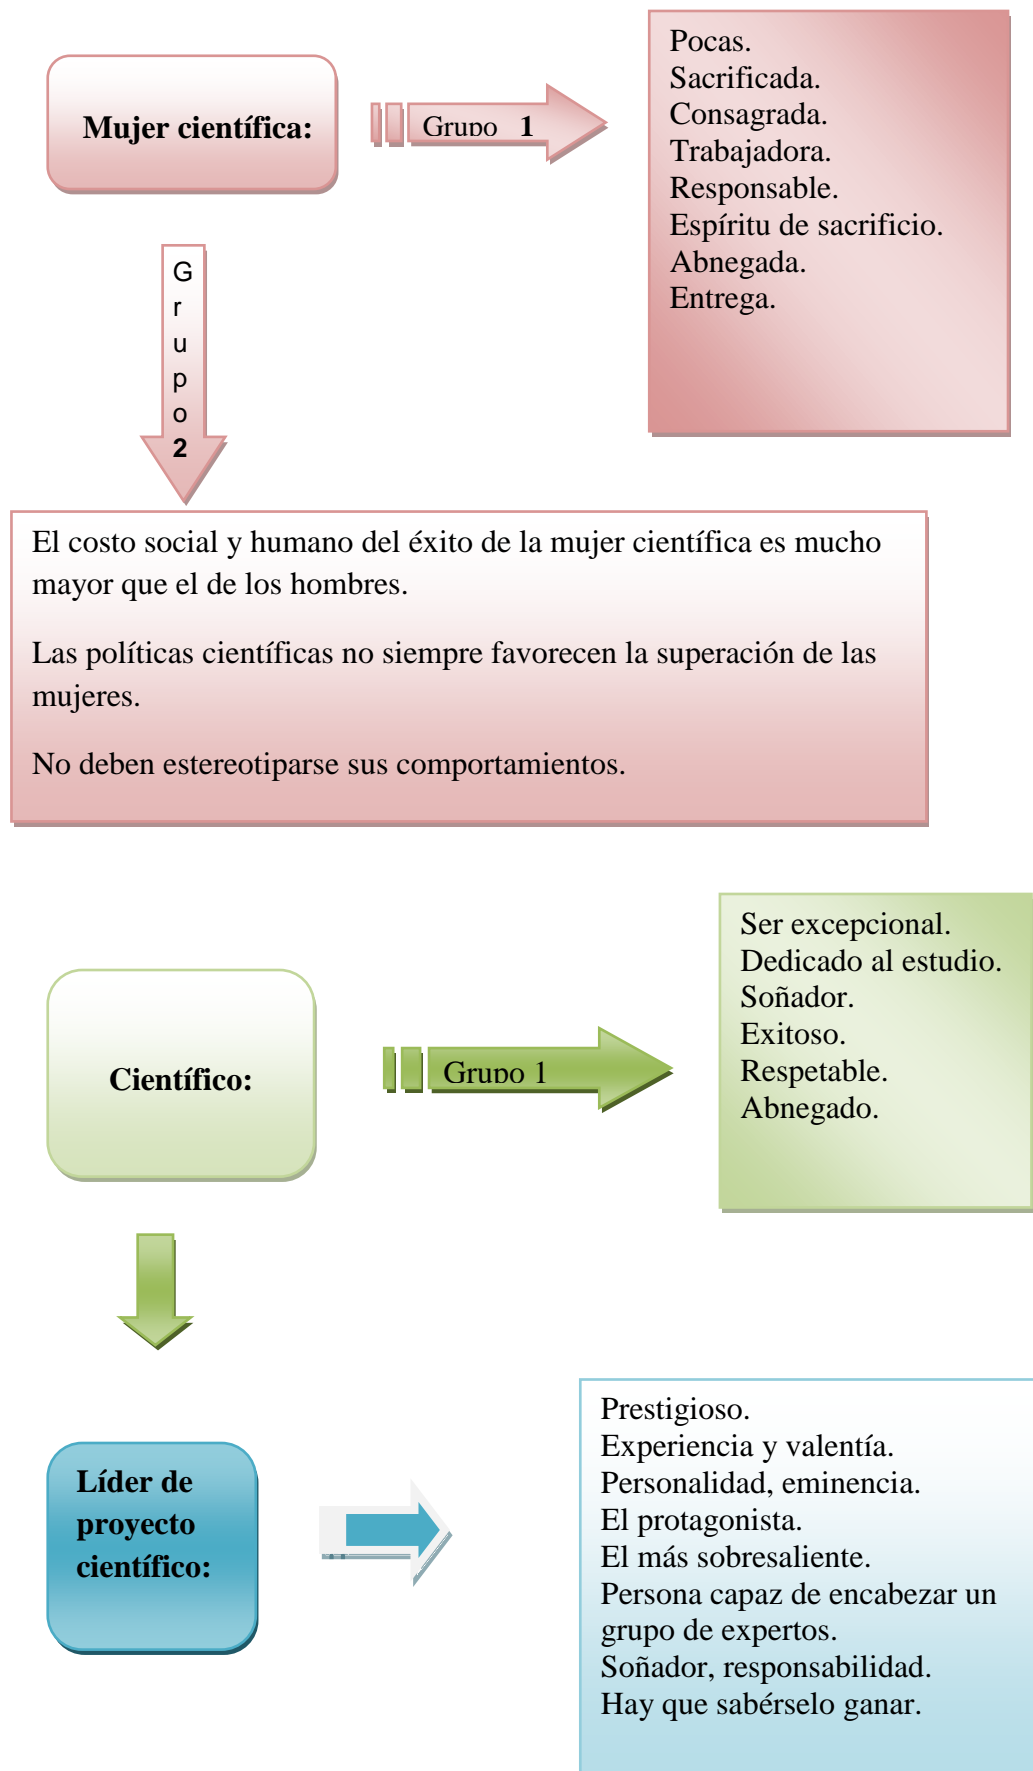 Mujer científica:
Grupo 1
Pocas.
Sacrificada.
Consagrada.
Trabajadora.
Responsable.
Espíritu de sacrificio.
Abnegada.
Entrega.
Grupo 2
El costo social y humano del éxito de la mujer científica es mucho
mayor que el de los hombres.
Las políticas científicas no siempre favorecen la superación de las
mujeres.
No deben estereotiparse sus comportamientos.
Científico:
Grupo 1
Ser excepcional.
Dedicado al estudio.
Soñador.
Exitoso.
Respetable.
Abnegado.
Líder de
proyecto
científico:
Prestigioso.
Experiencia y valentía.
Personalidad, eminencia.
El protagonista.
El más sobresaliente.
Persona capaz de encabezar un
grupo de expertos.
Soñador, responsabilidad.
Hay que sabérselo ganar.